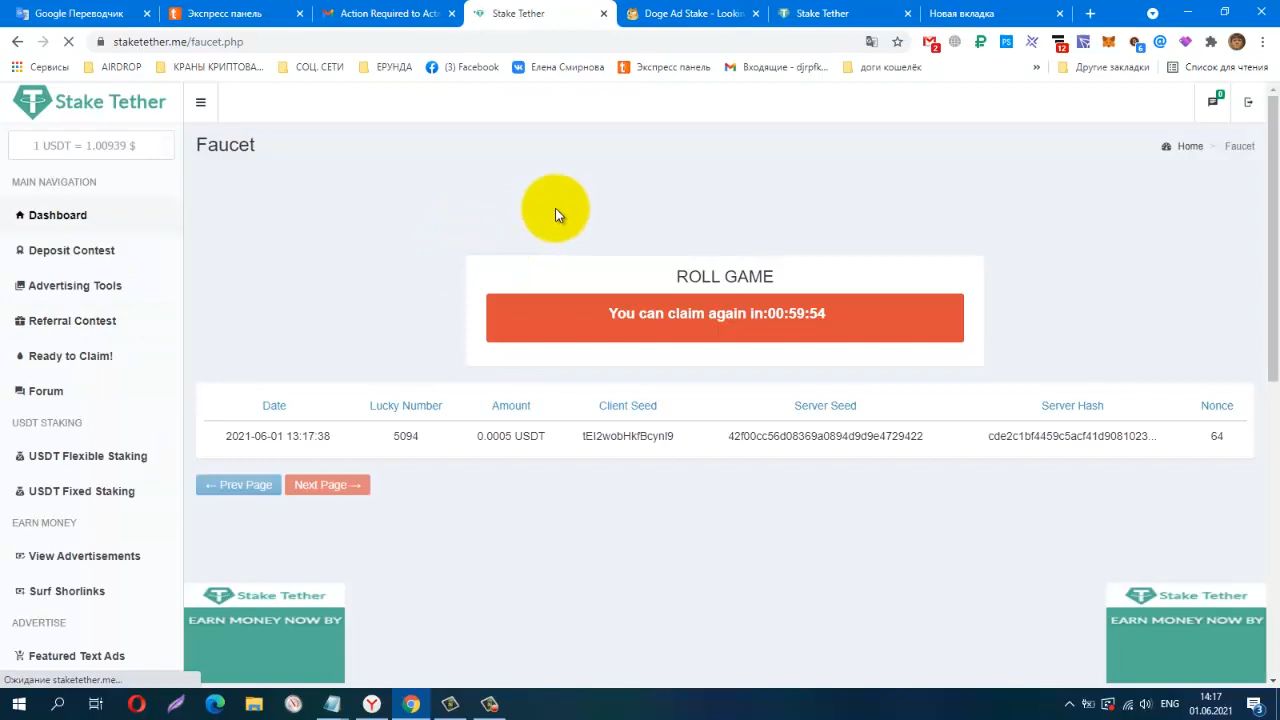 Google Переводчик
Экспресс панель
Action Required to Act
Stake Tether
Doge Ad Stake - Lookin
Stake Tether
Новая вкладка
staketether.me/faucet.php
2
12
6
Сервисы
AIRDROP
КРАНЫ КРИПТОВА...
СОЦ. СЕТИ
ЕРУНДА
(3) Facebook
Елена Смирнова
Экспресс панель
Входящие - djrpfk...
доги кошелёк
»
Другие закладки
Список для чтения
Stake Tether
0
1 USDT = 1.00939 $
Faucet
Home > Faucet
MAIN NAVIGATION
Dashboard
Deposit Contest
Advertising Tools
Referral Contest
Ready to Claim!
Forum
USDT STAKING
USDT Flexible Staking
USDT Fixed Staking
EARN MONEY
View Advertisements
Surf Shorlinks
ADVERTISE
Featured Text Ads
ROLL GAME
You can claim again in:00:59:54
Date Lucky Number Amount Client Seed Server Seed Server Hash Nonce
2021-06-01 13:17:38 5094 0.0005 USDT tEI2wobHkfBcynI9 42f00cc56d08369a0894d9d9e4729422 cde2c1bf4459c5acf41d9081023... 64
← Prev Page
Next Page →
Stake Tether
EARN MONEY NOW BY
Stake Tether
EARN MONEY NOW BY
Ожидание staketether.me...
ENG
14:17
01.06.2021
3